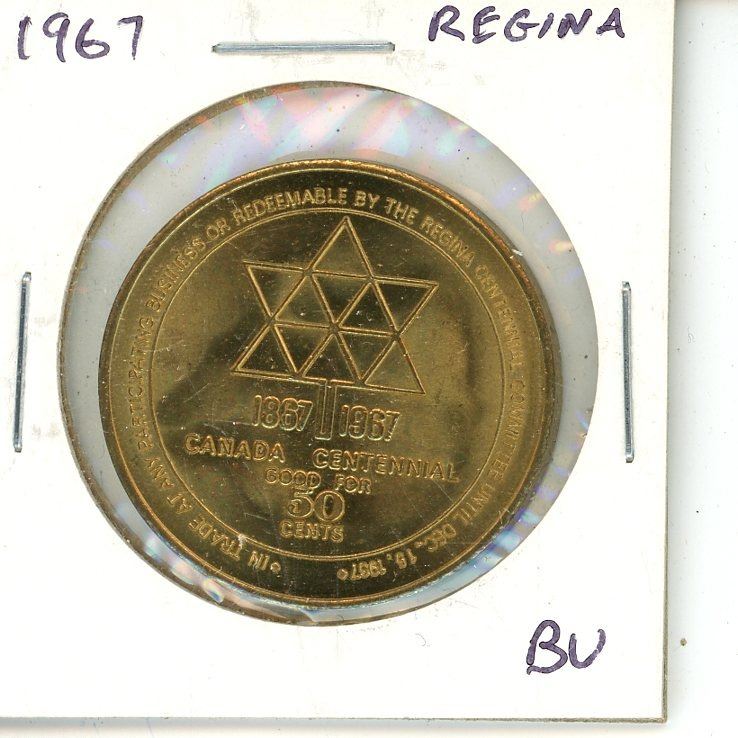 1967 REGINA
• IN TRADE AT ANY PARTICIPATING BUSINESS OR REDEEMABLE BY THE REGINA CENTENNIAL COMMITTEE UNTIL DEC. 15, 1967 •
1867 1967
CANADA CENTENNIAL
GOOD FOR
50
CENTS
BU